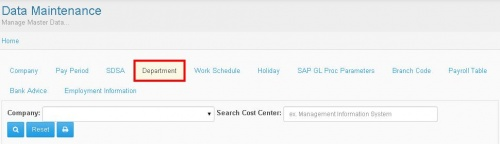 Data Maintenance
Manage Master Data...
Home
Company Pay Period SDSA Department Work Schedule Holiday SAP GL Proc Parameters Branch Code Payroll Table
Bank Advice Employment Information
Company: Search Cost Center: ex. Management Information System
Reset